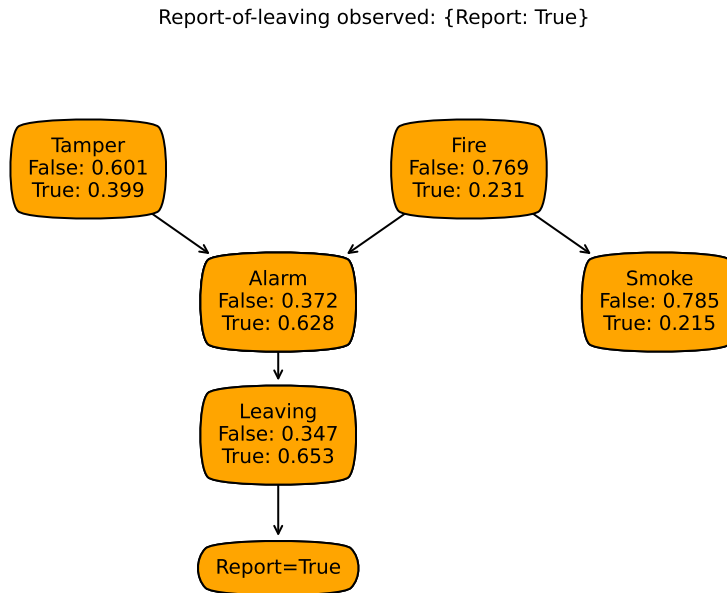 Report-of-leaving observed: {Report: True}
Tamper
False: 0.601
True: 0.399
Fire
False: 0.769
True: 0.231
Alarm
False: 0.372
True: 0.628
Smoke
False: 0.785
True: 0.215
Leaving
False: 0.347
True: 0.653
Report=True